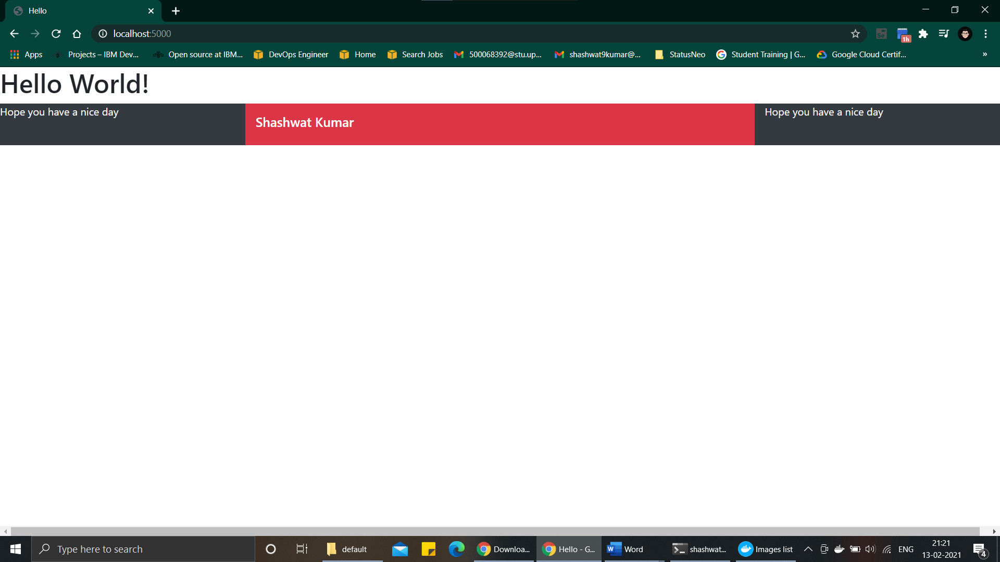 Hello
localhost:5000
Se
1h
Apps
Projects – IBM Dev...
Open source at IBM...
DevOps Engineer
Home
Search Jobs
500068392@stu.up...
shashwat9kumar@...
StatusNeo
Student Training | G...
Google Cloud Certif...
»
Hello World!
Hope you have a nice day
Shashwat Kumar
Hope you have a nice day
Type here to search
default
Downloa...
Hello - G...
Word
shashwat...
Images list
ENG
21:21
13-02-2021
4